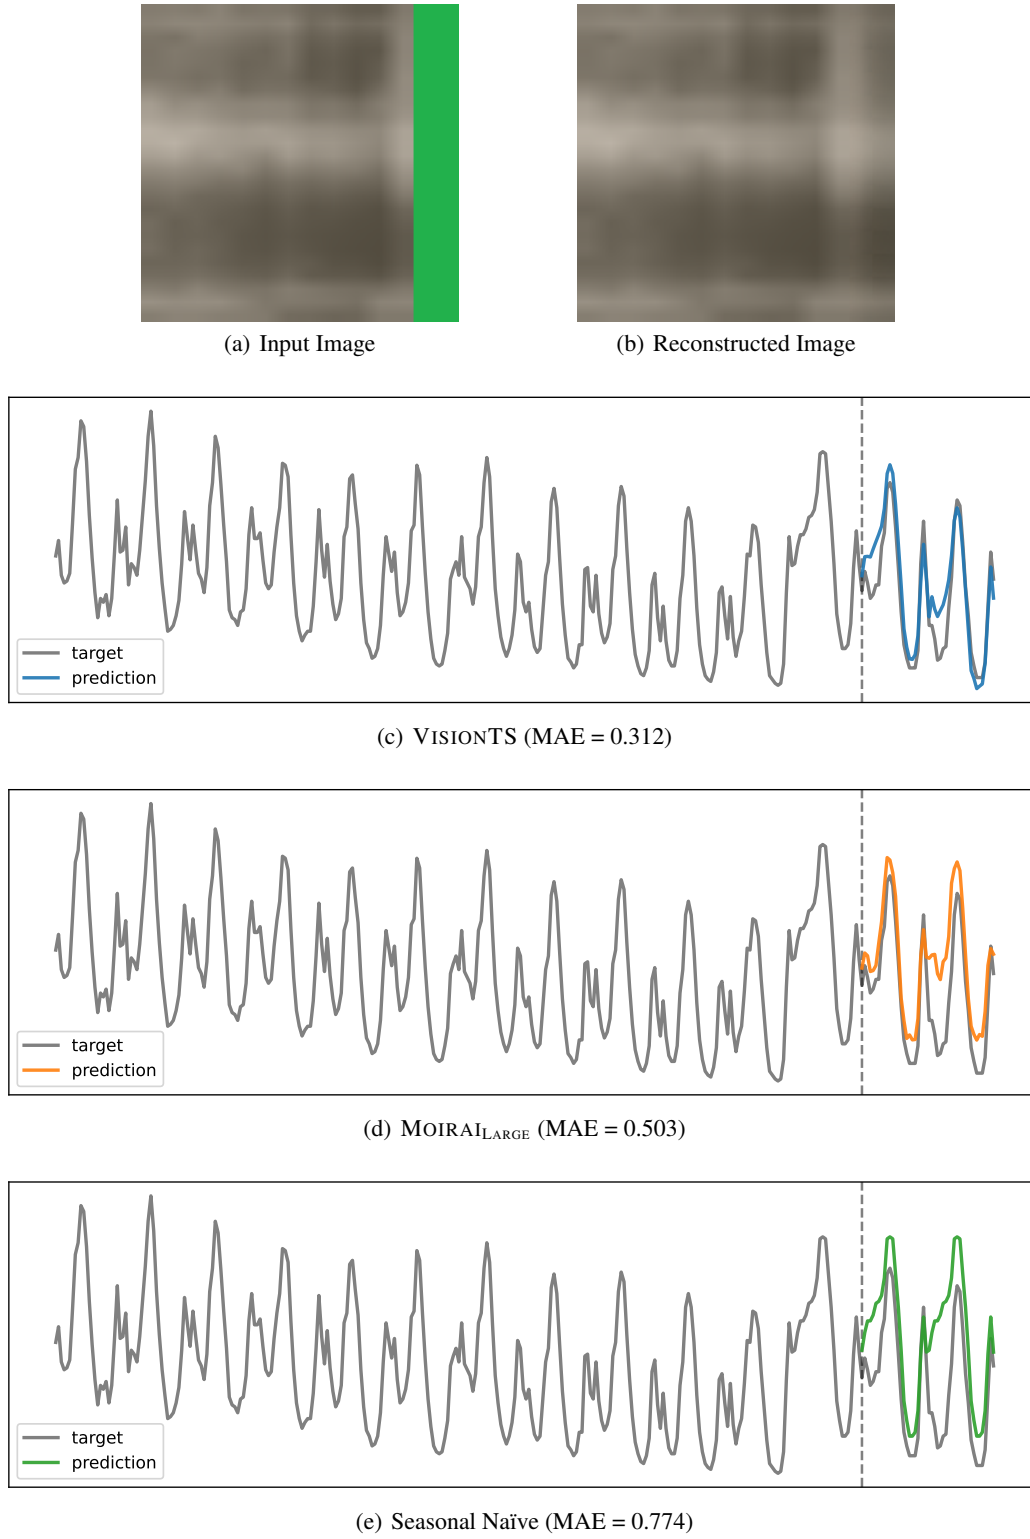 (a) Input Image
(b) Reconstructed Image
target
prediction
(c) VISIONTS (MAE = 0.312)
target
prediction
(d) MOIRAILARGE (MAE = 0.503)
target
prediction
(e) Seasonal Naïve (MAE = 0.774)